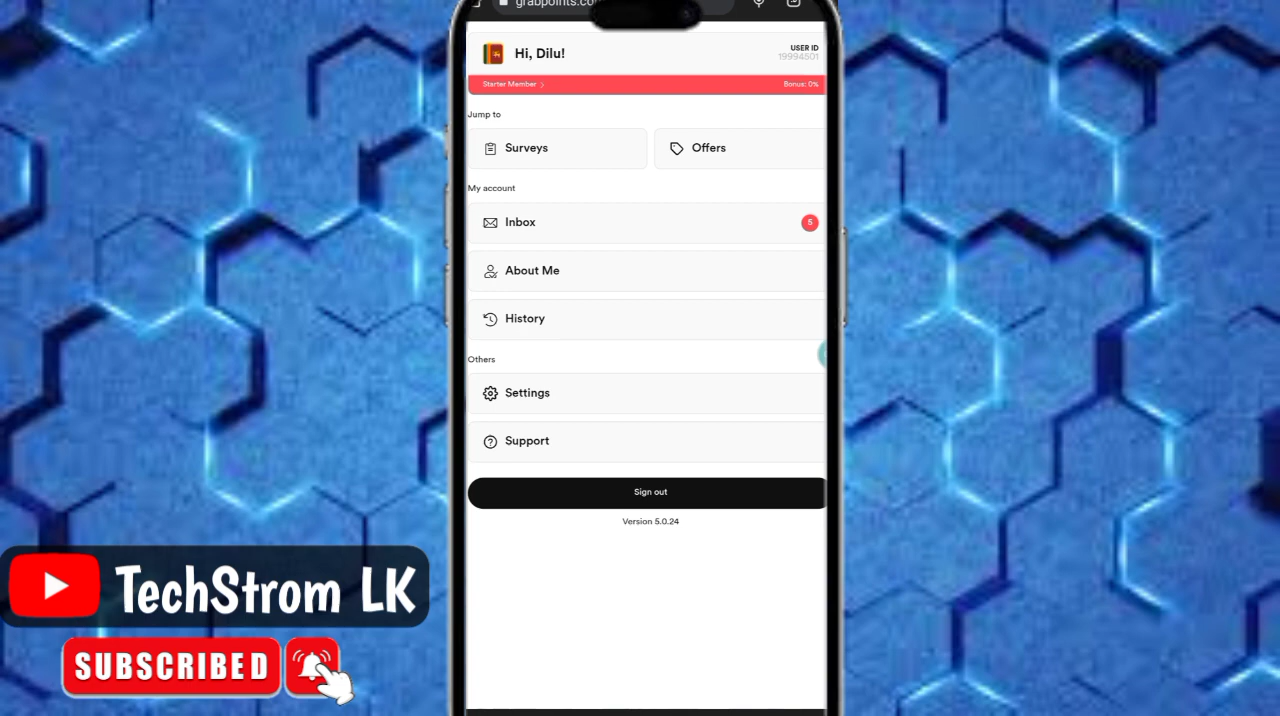 grabpoints.co
Hi, Dilu!
USER ID
19994501
Starter Member >
Bonus: 0%
Jump to
Surveys
Offers
My account
Inbox
5
About Me
History
Others
Settings
Support
Sign out
Version 5.0.24
TechStrom LK
SUBSCRIBED